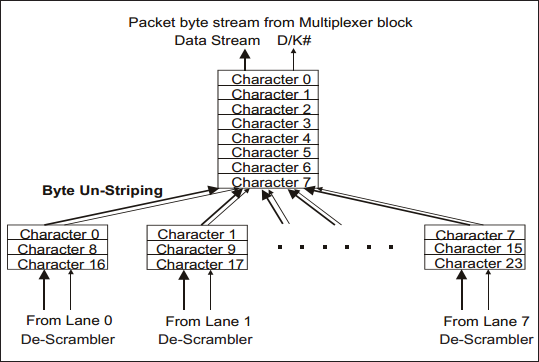 Packet byte stream from Multiplexer block
Data Stream D/K#
Character 0
Character 1
Character 2
Character 3
Character 4
Character 5
Character 6
Character 7
Byte Un-Striping
Character 0
Character 8
Character 16
Character 1
Character 9
Character 17
Character 7
Character 15
Character 23
From Lane 0
De-Scrambler
From Lane 1
De-Scrambler
From Lane 7
De-Scrambler